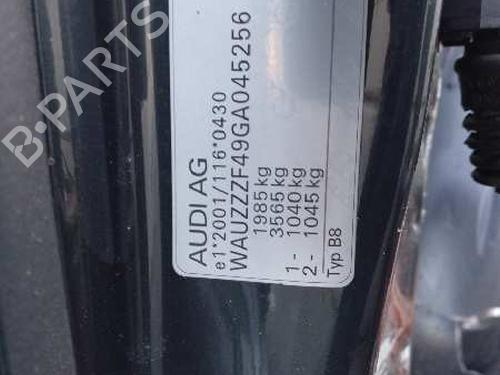 AUDI AG
e1*2001/116*0430
WAUZZZF49GA045256
1985 kg
3565 kg
1- 1040 kg
2- 1045 kg
Typ B8
B-PARTS